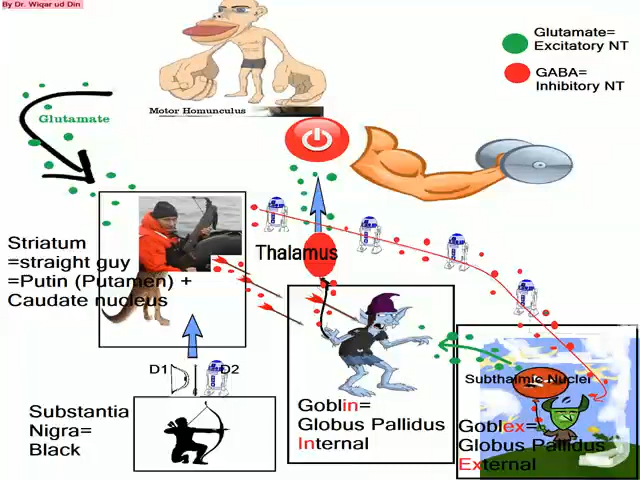 By Dr. Wiqar ud Din
Glutamate=
Excitatory NT
GABA=
Inhibitory NT
Motor Homunculus
Glutamate
Striatum
=straight guy
=Putin (Putamen) +
Caudate nucleus
Thalamus
D1
D2
Substantia
Nigra=
Black
Goblin=
Globus Pallidus
Internal
Subthalmic Nuclei
Goblex=
Globus Pallidus
External